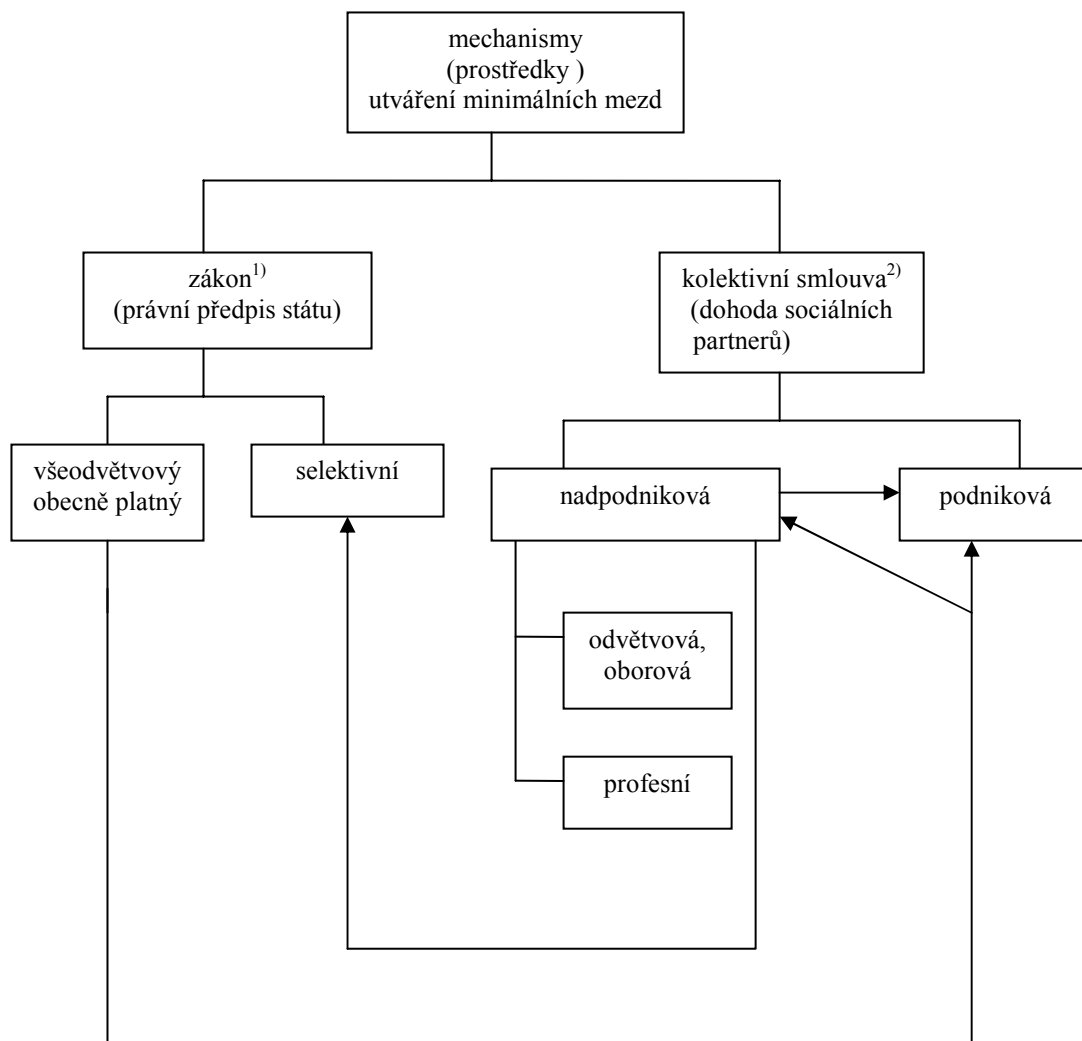 mechanismy
(prostředky )
utváření minimálních mezd
zákon1)
(právní předpis státu)
kolektivní smlouva2)
(dohoda sociálních
partnerů)
všeodvětvový
obecně platný
selektivní
nadpodniková
podniková
odvětvová,
oborová
profesní